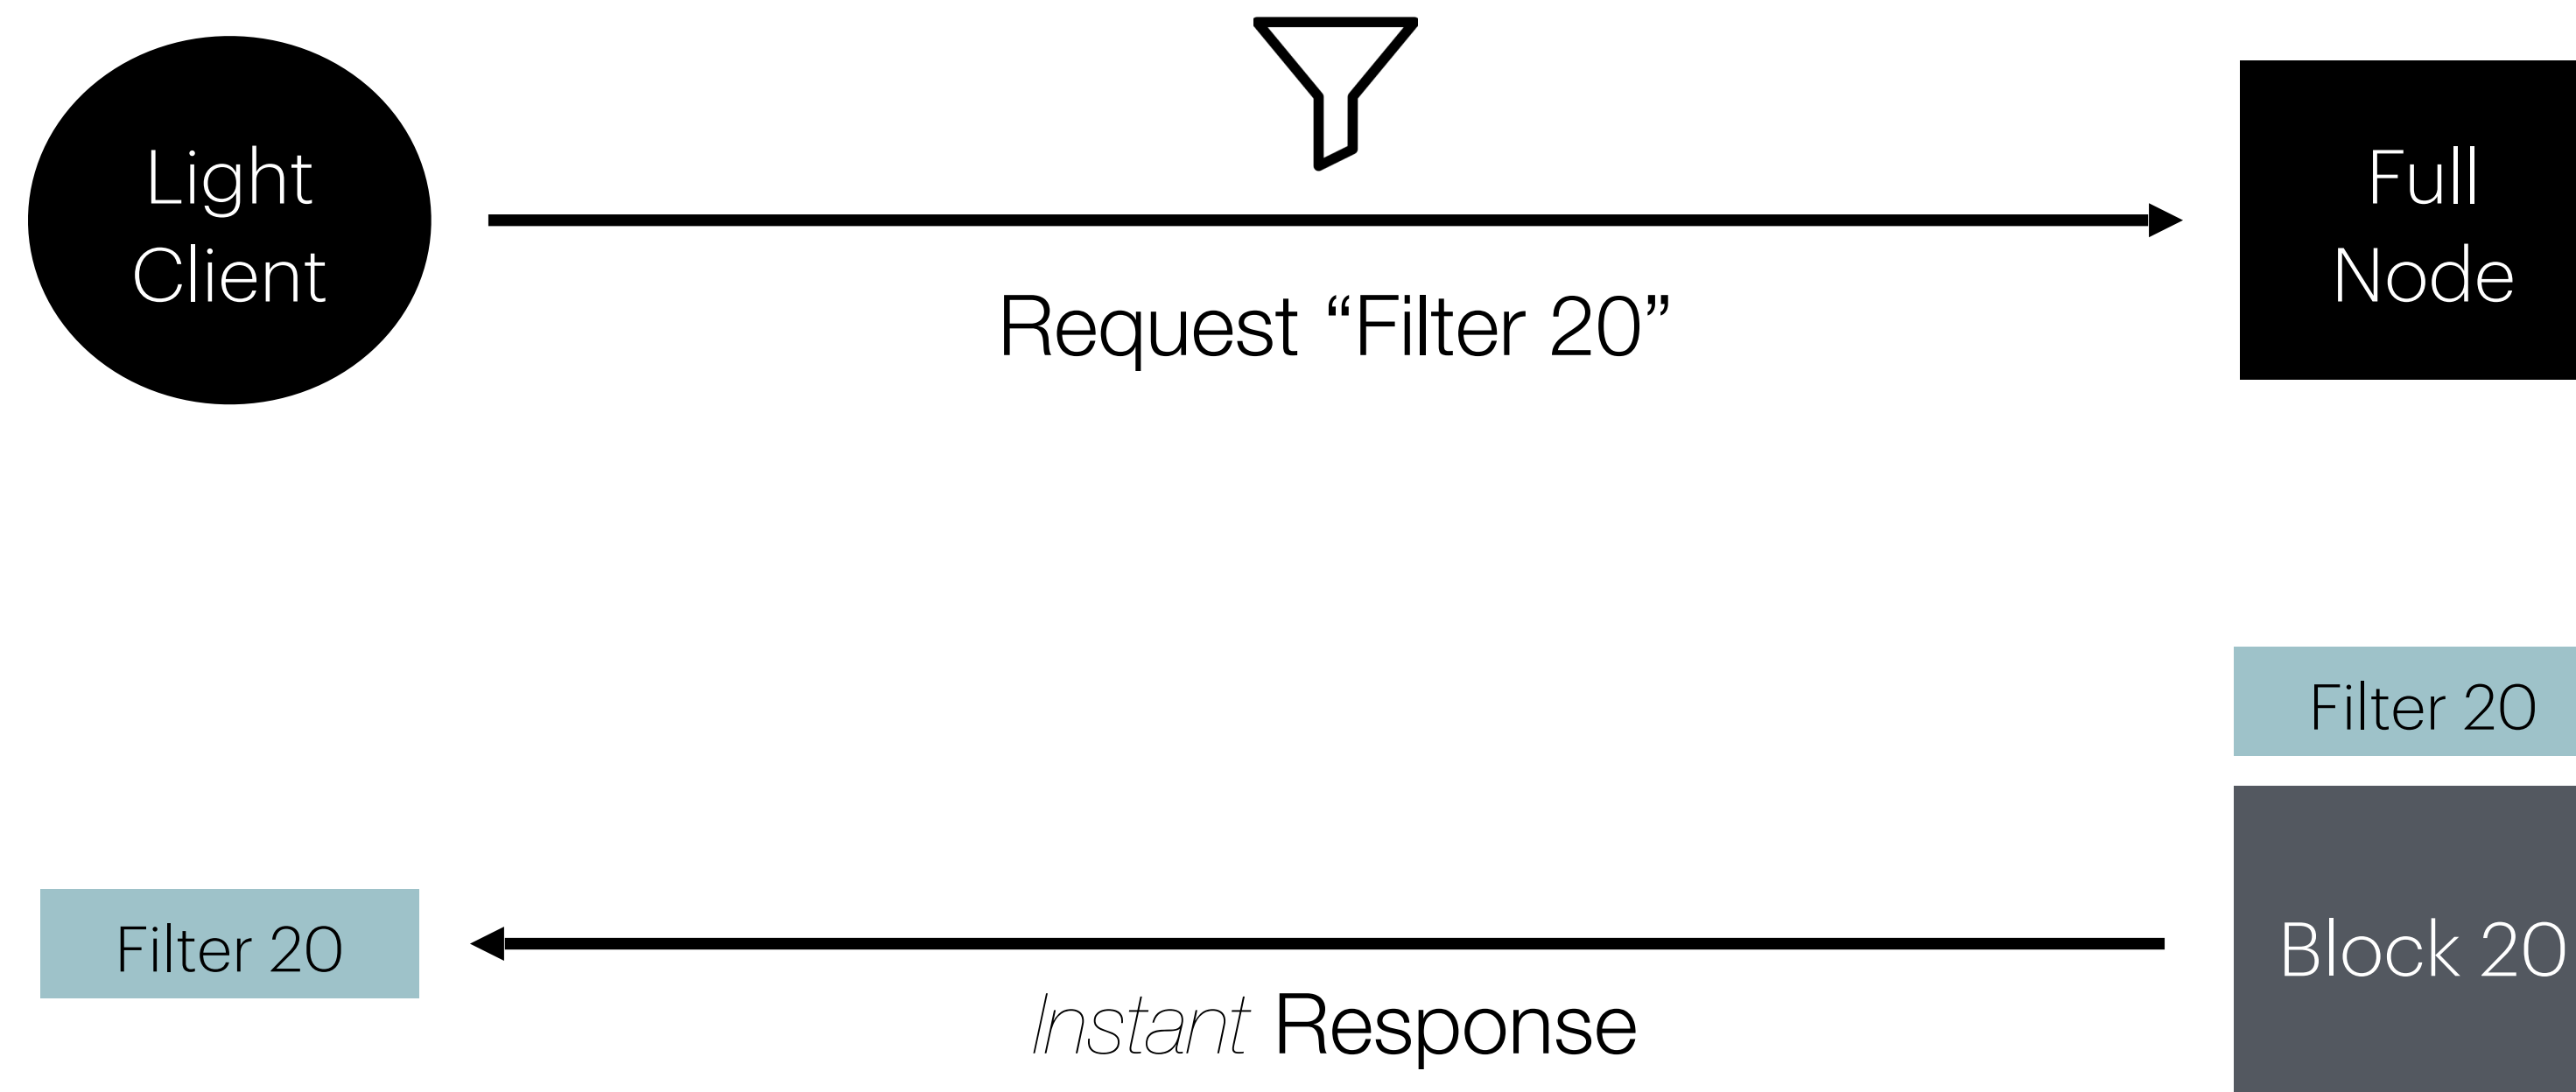 Light
Client
Request “Filter 20”
Full
Node
Filter 20
Filter 20
Block 20
Instant Response